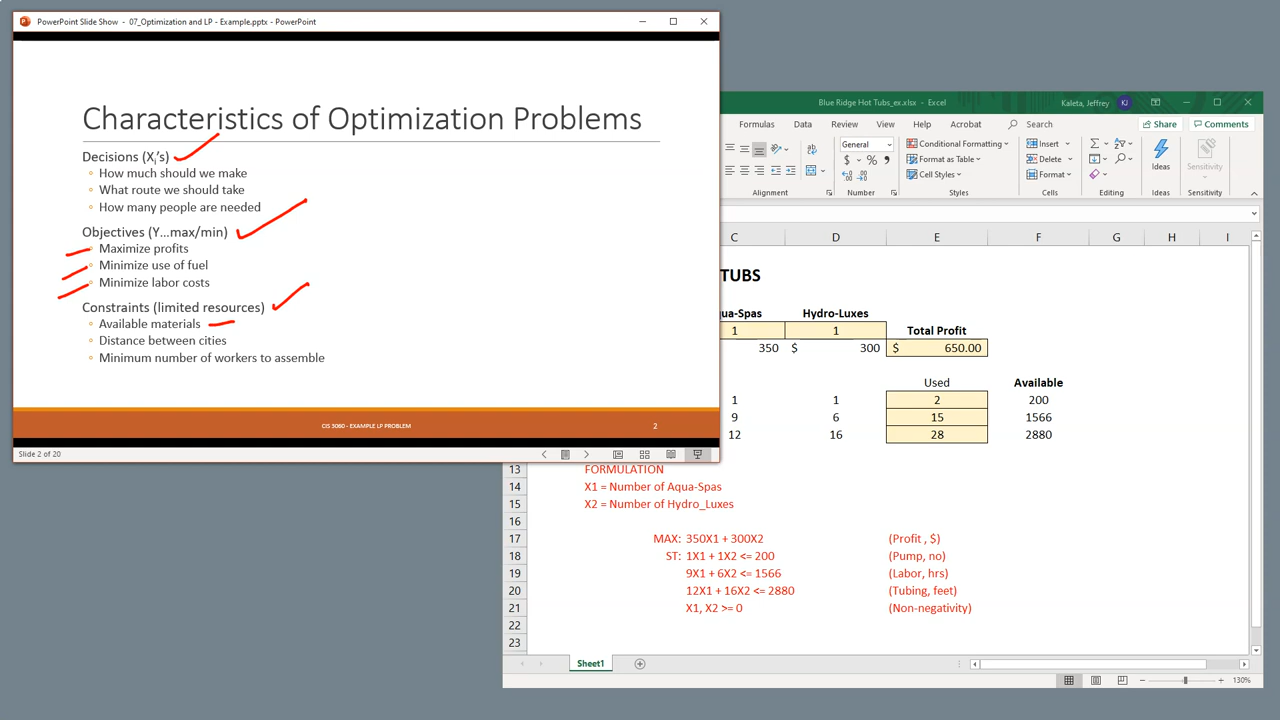 PowerPoint Slide Show - 07_Optimization and LP - Example.pptx - PowerPoint
Characteristics of Optimization Problems
Decisions (Xi's)
How much should we make
What route we should take
How many people are needed
Objectives (Y...max/min)
Maximize profits
Minimize use of fuel
Minimize labor costs
Constraints (limited resources)
Available materials
Distance between cities
Minimum number of workers to assemble
CIS 3060 - EXAMPLE LP PROBLEM 2
Slide 2 of 20
Blue Ridge Hot Tubs_ex.xlsx - Excel Kaleta, Jeffrey KJ
Formulas Data Review View Help Acrobat Search Share Comments
General Conditional Formatting Insert
$ % Format as Table Delete
Cell Styles Format Ideas Sensitivity
Alignment Number Styles Cells Editing Ideas Sensitivity
C D E F G H I
TUBS
qua-Spas Hydro-Luxes
1 1 Total Profit
350 $ 300 $ 650.00
Used Available
1 1 2 200
9 6 15 1566
12 16 28 2880
13 FORMULATION
14 X1 = Number of Aqua-Spas
15 X2 = Number of Hydro_Luxes
16
17 MAX: 350X1 + 300X2 (Profit , $)
18 ST: 1X1 + 1X2 <= 200 (Pump, no)
19 9X1 + 6X2 <= 1566 (Labor, hrs)
20 12X1 + 16X2 <= 2880 (Tubing, feet)
21 X1, X2 >= 0 (Non-negativity)
22
23
Sheet1
130%